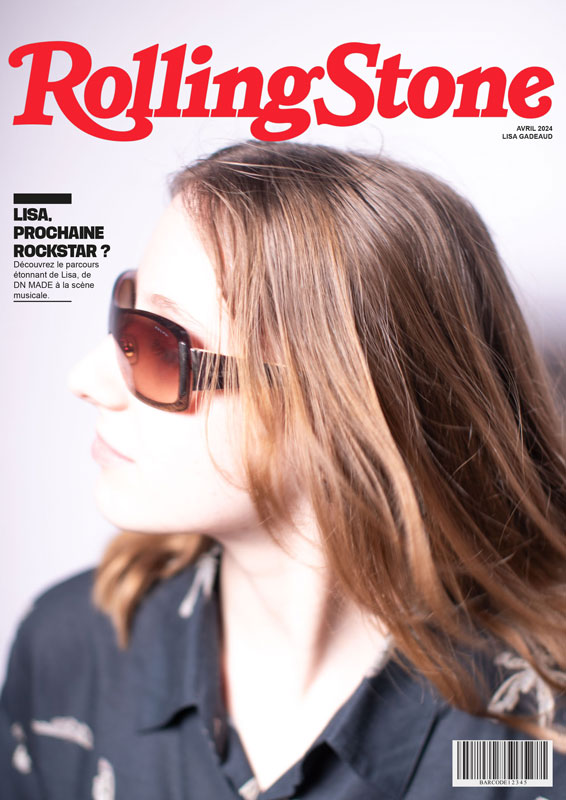 RollingStone
AVRIL 2024
LISA GADEAUD
LISA,
PROCHAINE
ROCKSTAR ?
Découvrez le parcours
étonnant de Lisa, de
DN MADE à la scène
musicale.
BARCODE12345